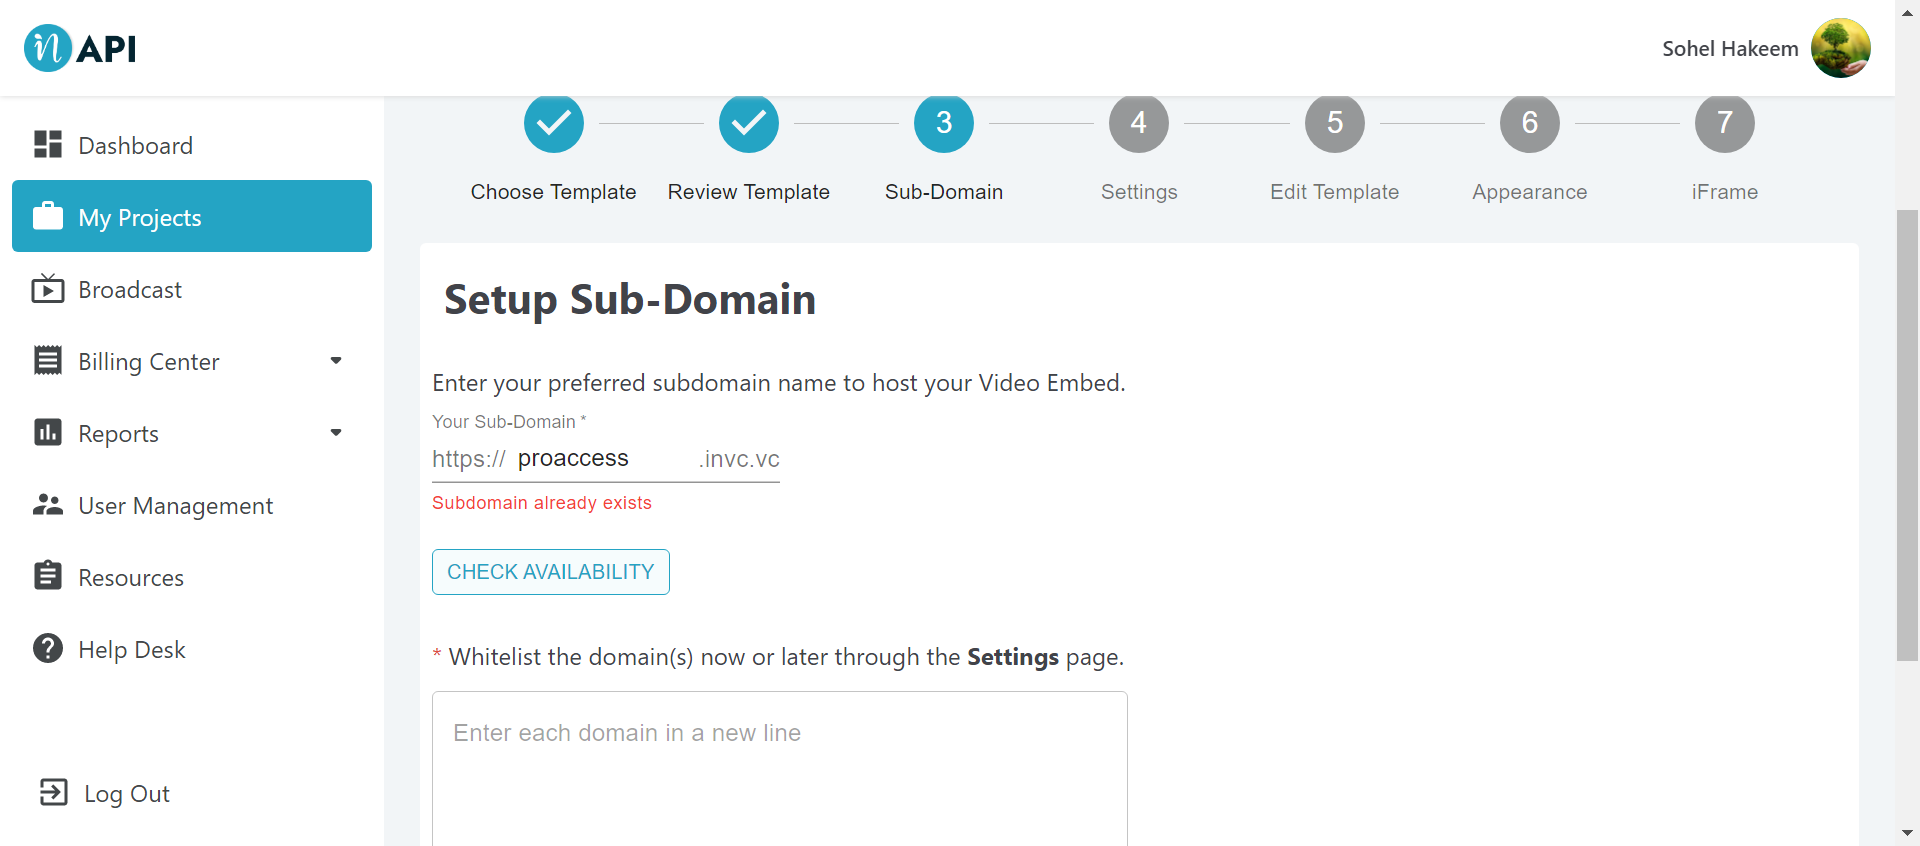 in API
Sohel Hakeem
Dashboard
My Projects
Broadcast
Billing Center
Reports
User Management
Resources
Help Desk
Log Out
3 4 5 6 7
Choose Template Review Template Sub-Domain Settings Edit Template Appearance iFrame
Setup Sub-Domain
Enter your preferred subdomain name to host your Video Embed.
Your Sub-Domain *
https:// proaccess .invc.vc
Subdomain already exists
CHECK AVAILABILITY
* Whitelist the domain(s) now or later through the Settings page.
Enter each domain in a new line